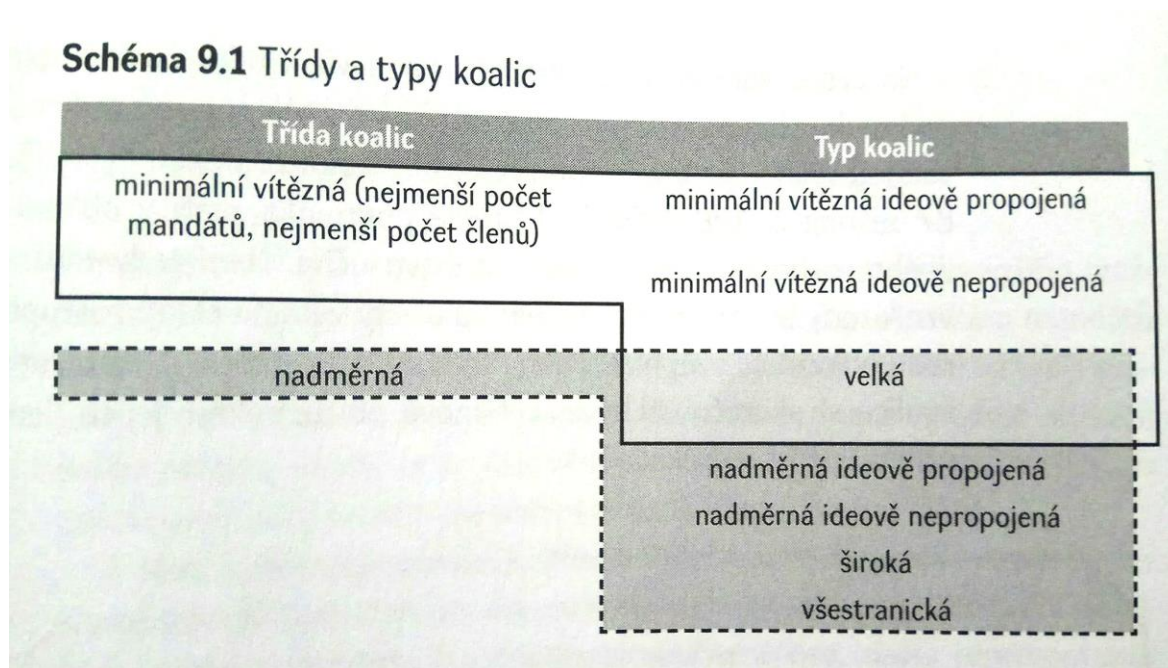 Schéma 9.1 Třídy a typy koalic
Třída koalic
Typ koalic
minimální vítězná (nejmenší počet
mandátů, nejmenší počet členů)
minimální vítězná ideově propojená
minimální vítězná ideově nepropojená
nadměrná
velká
nadměrná ideově propojená
nadměrná ideově nepropojená
široká
všestranická